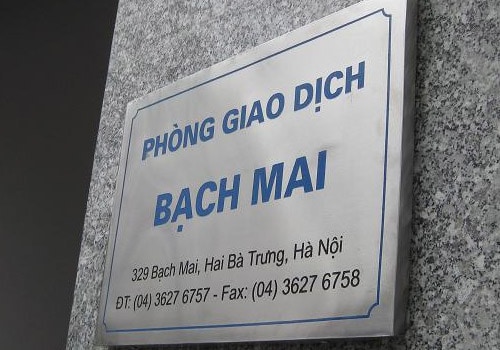 PHÒNG GIAO DỊCH
BẠCH MAI
329 Bạch Mai, Hai Bà Trưng, Hà Nội
ĐT: (04) 3627 6757 - Fax: (04) 3627 6758